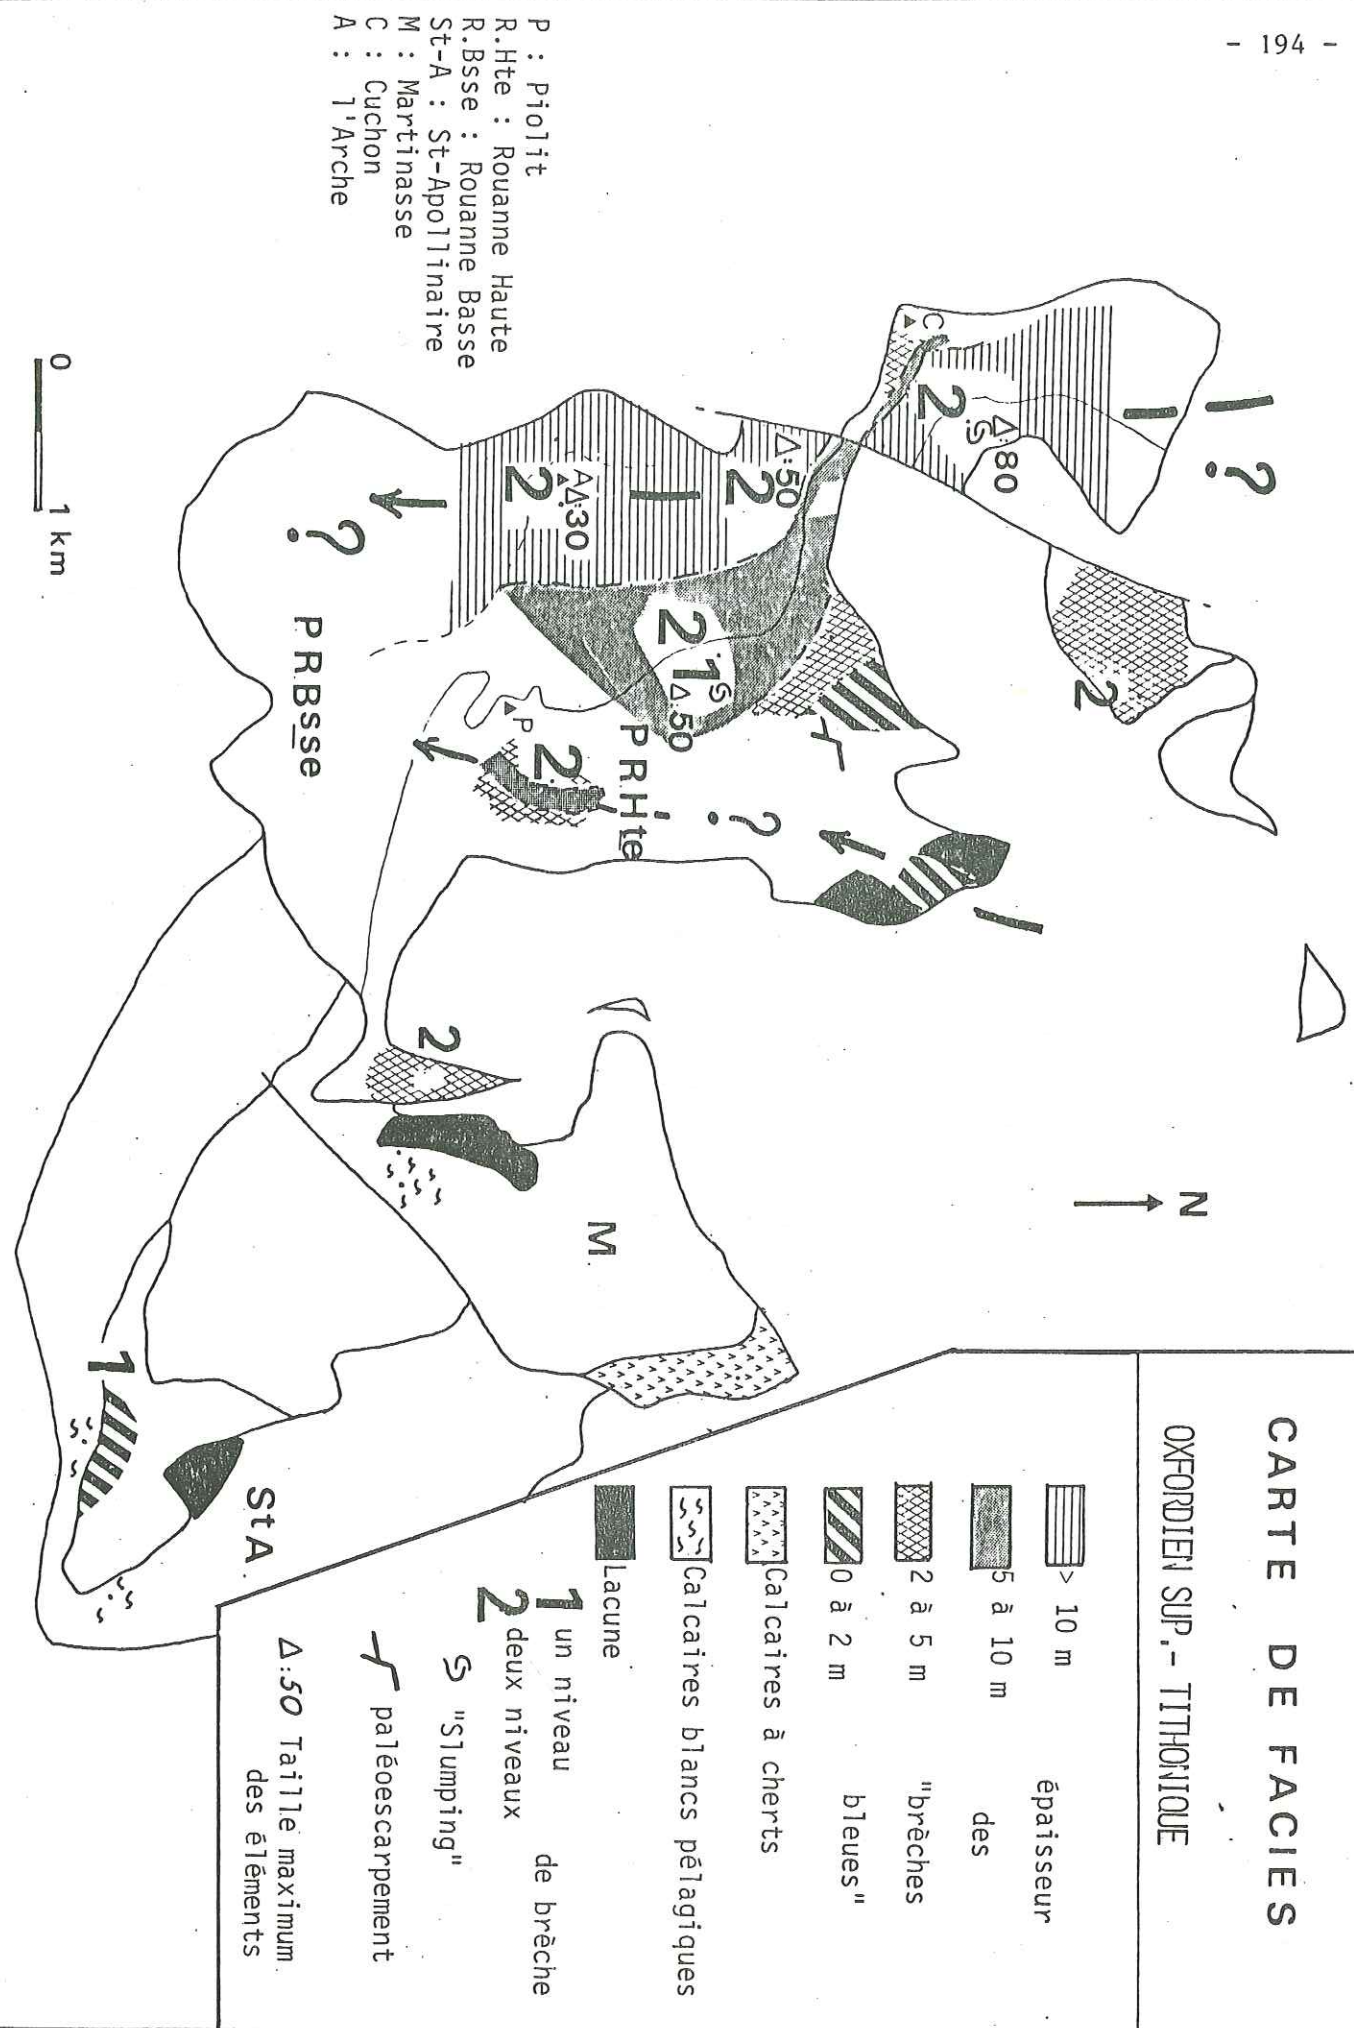 - 194 -
CARTE DE FACIES
OXFORDIEN SUP.- TITHONIQUE
> 10 m
5 à 10 m
2 à 5 m
0 à 2 m
épaisseur
des
"brèches
bleues"
Calcaires à cherts
Calcaires blancs pélagiques
Lacune
1 un niveau
2 deux niveaux
de brèche
S "Slumping"
paléoescarpement
Δ:50 Taille maximum
des éléments
N
?
C
2
S
Δ:80
2
Δ:50
2
2
A
Δ:30
2
1
S
Δ:50
?
P RHte
P
2
?
P RBsse
2
M
1
St A
0 1 km
P : Piolit
R.Hte : Rouanne Haute
R.Bsse : Rouanne Basse
St-A : St-Apollinaire
M : Martinasse
C : Cuchon
A : l'Arche